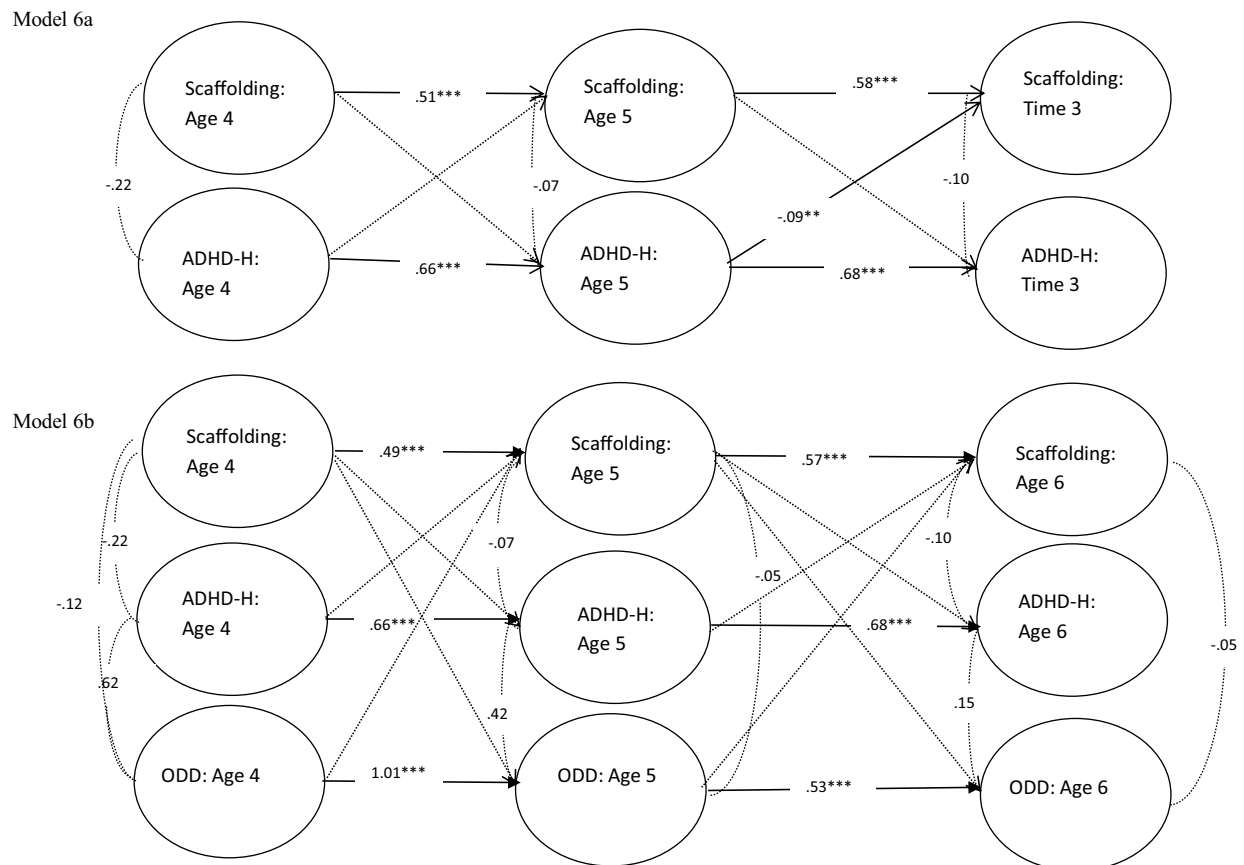 Model 6a
Scaffolding:
Age 4
.51***
Scaffolding:
Age 5
.58***
Scaffolding:
Time 3
-.22
-.07
-.10
-.09**
ADHD-H:
Age 4
.66***
ADHD-H:
Age 5
.68***
ADHD-H:
Time 3
Model 6b
Scaffolding:
Age 4
.49***
Scaffolding:
Age 5
.57***
Scaffolding:
Age 6
-.22
-.07
-.10
-.05
-.12
ADHD-H:
Age 4
.66***
ADHD-H:
Age 5
.68***
ADHD-H:
Age 6
-.05
.62
.42
.15
ODD: Age 4
1.01***
ODD: Age 5
.53***
ODD: Age 6